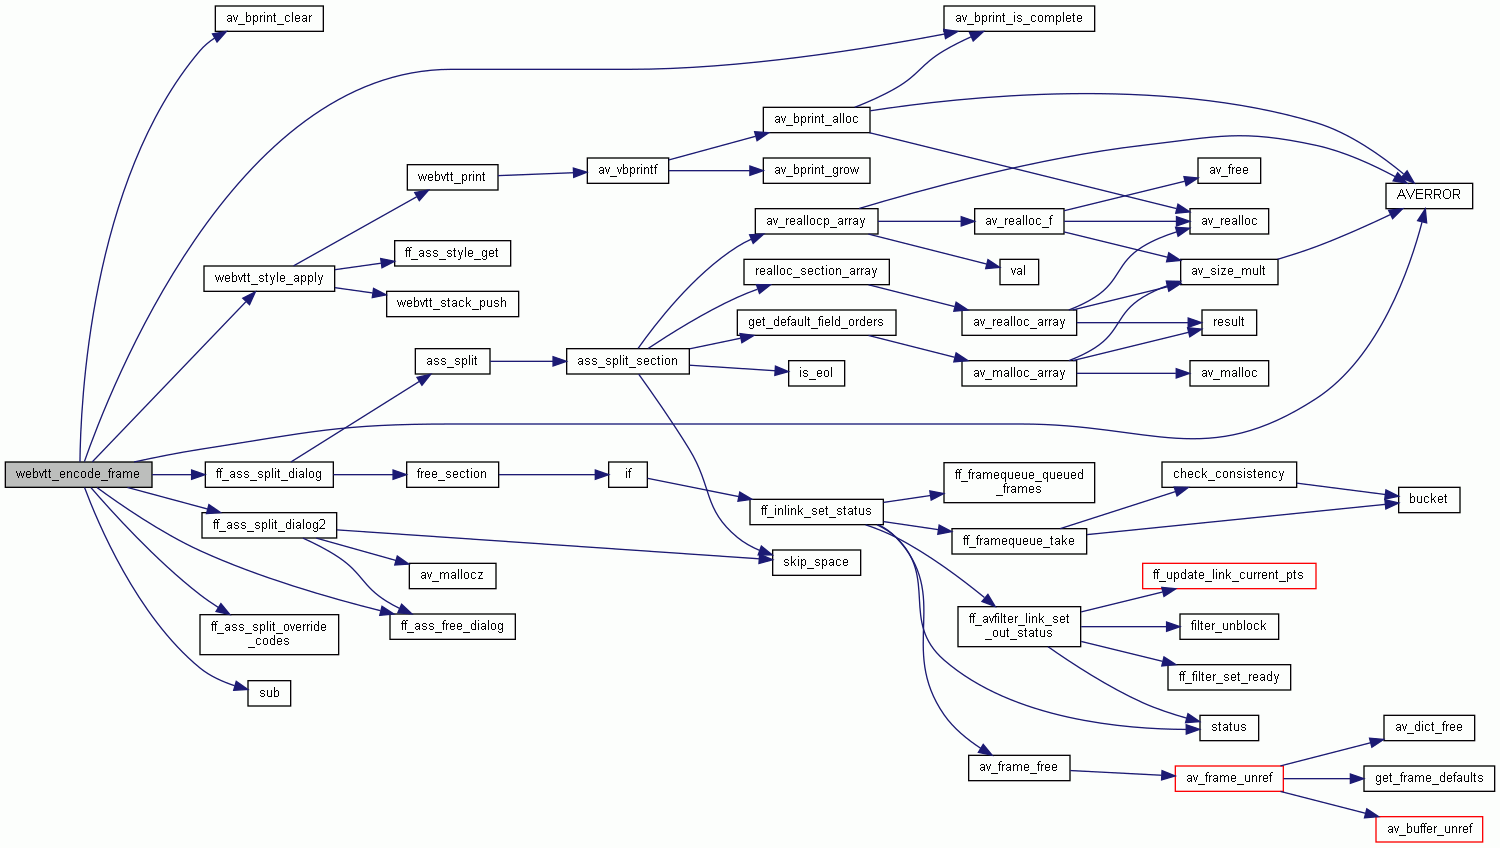 av_bprint_clear
av_bprint_is_complete
av_bprint_alloc
webvtt_print
av_vbprintf
av_bprint_grow
av_free
AVERROR
av_reallocp_array
av_realloc_f
av_realloc
ff_ass_style_get
webvtt_style_apply
realloc_section_array
val
av_size_mult
webvtt_stack_push
get_default_field_orders
av_realloc_array
result
ass_split
ass_split_section
is_eol
av_malloc_array
av_malloc
webvtt_encode_frame
ff_ass_split_dialog
free_section
if
ff_framequeue_queued
_frames
check_consistency
bucket
ff_inlink_set_status
ff_ass_split_dialog2
ff_framequeue_take
skip_space
av_mallocz
ff_update_link_current_pts
ff_ass_split_override
_codes
ff_ass_free_dialog
ff_avfilter_link_set
_out_status
filter_unblock
ff_filter_set_ready
sub
status
av_dict_free
av_frame_free
av_frame_unref
get_frame_defaults
av_buffer_unref